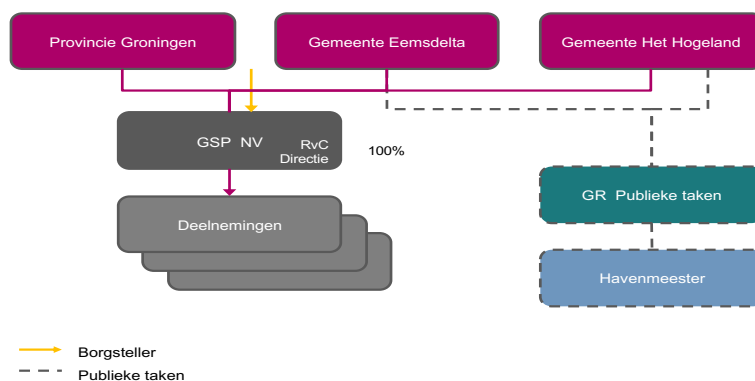 Provincie Groningen
Gemeente Eemsdelta
Gemeente Het Hogeland
GSP NV
RvC
Directie
100%
GR Publieke taken
Deelnemingen
Havenmeester
Borgsteller
Publieke taken